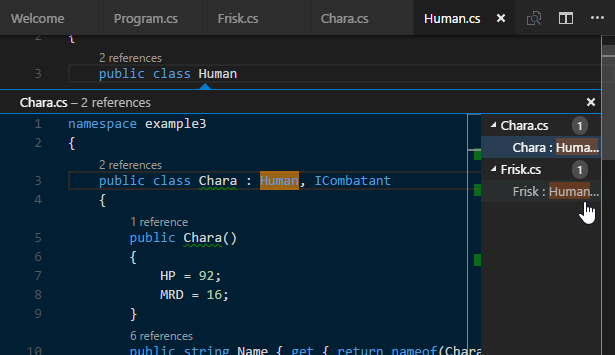 Welcome Program.cs Frisk.cs Chara.cs Human.cs
2 {
2 references
3 public class Human
Chara.cs – 2 references
1 namespace example3
2 {
2 references
3 public class Chara : Human, ICombatant
4 {
1 reference
5 public Chara()
6 {
7 HP = 92;
8 MRD = 16;
9 }
6 references
10 public string Name { get { return nameof(Chara
Chara.cs 1
Chara : Huma...
Frisk.cs 1
Frisk : Human...